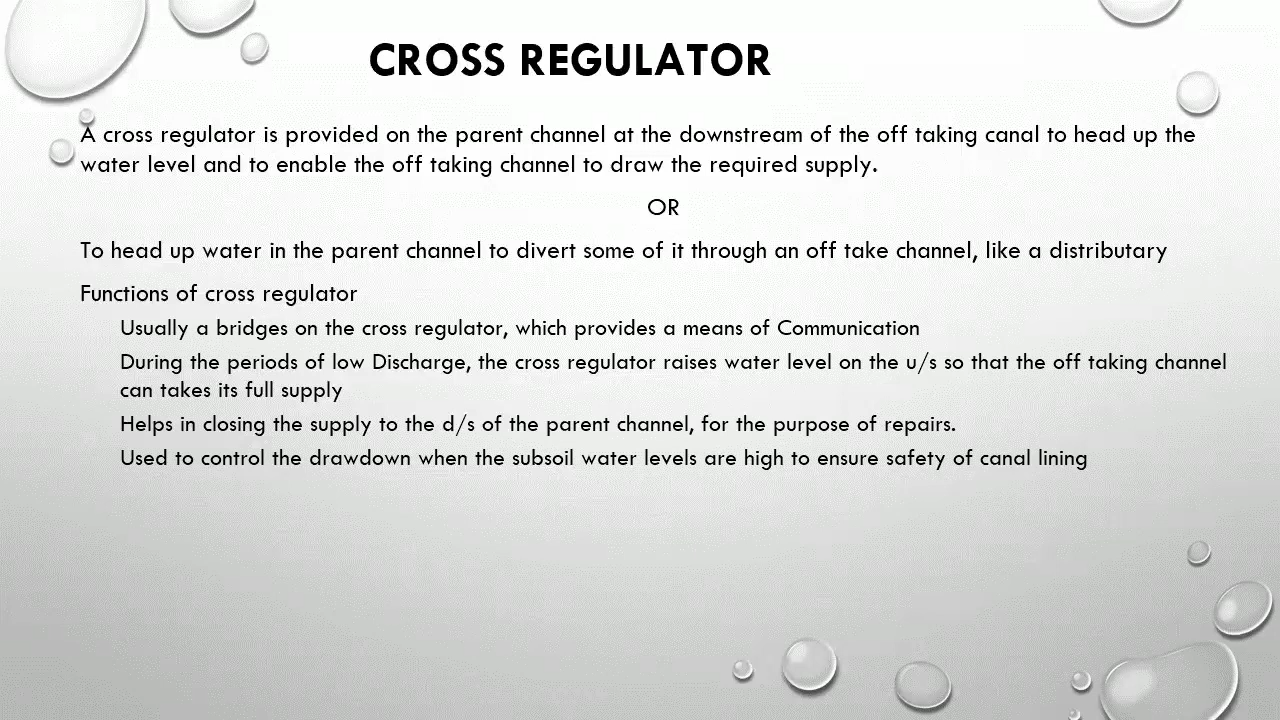 CROSS REGULATOR
A cross regulator is provided on the parent channel at the downstream of the off taking canal to head up the
water level and to enable the off taking channel to draw the required supply.
OR
To head up water in the parent channel to divert some of it through an off take channel, like a distributary
Functions of cross regulator
Usually a bridges on the cross regulator, which provides a means of Communication
During the periods of low Discharge, the cross regulator raises water level on the u/s so that the off taking channel
can takes its full supply
Helps in closing the supply to the d/s of the parent channel, for the purpose of repairs.
Used to control the drawdown when the subsoil water levels are high to ensure safety of canal lining